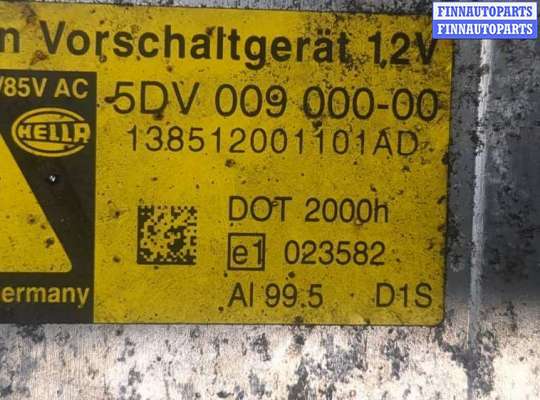 FINNAUTOPARTS
FINNAUTOPARTS
n Vorschaltgerät 12V
/85V AC
5DV 009 000-00
HELLA
138512001101AD
DOT 2000h
e1 023582
ermany
Al 99.5 D1S